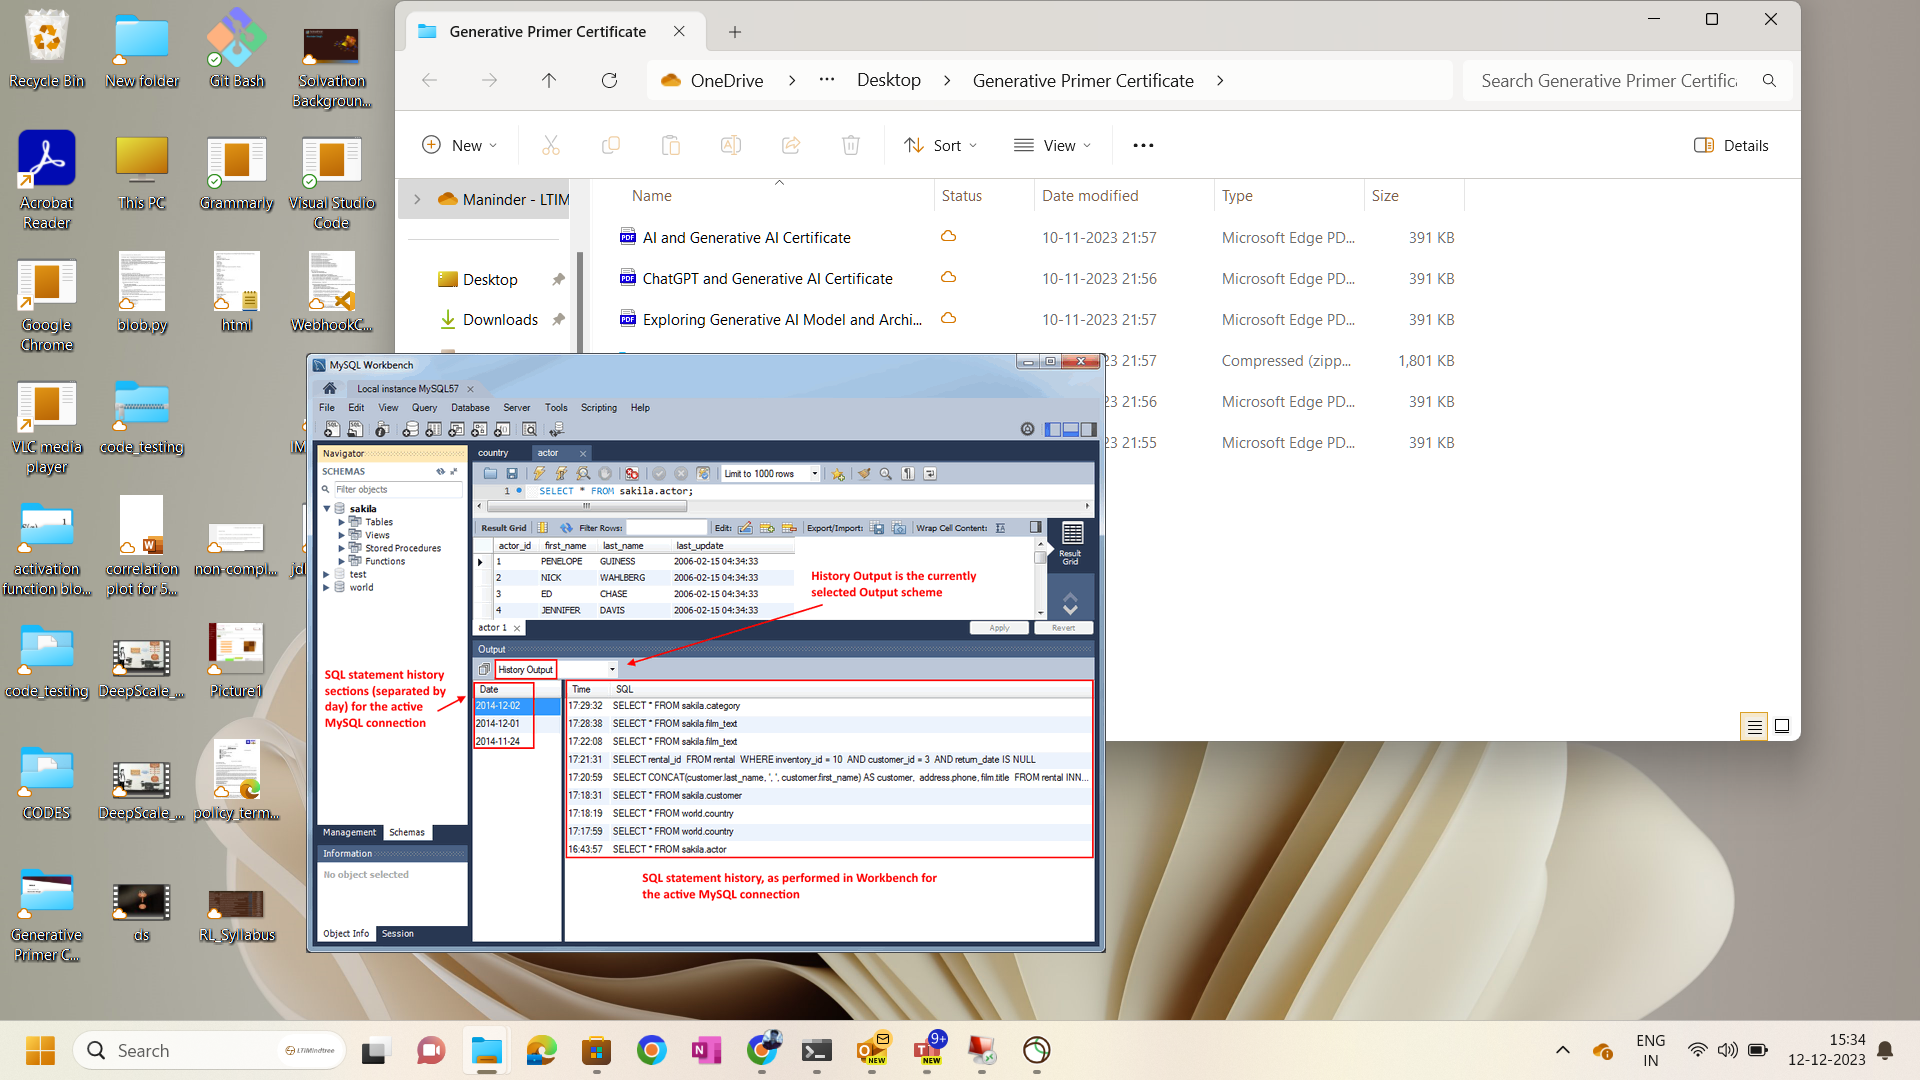 Recycle Bin
New folder
Git Bash
Solvathon
Backgroun...
Acrobat
Reader
This PC
Grammarly
Visual Studio
Code
Google
Chrome
blob.py
html
WebhookC...
VLC media
player
code_testing
activation
function blo...
correlation
plot for 5...
non-compl...
code_testing
DeepScale_...
Picture1
CODES
DeepScale_...
policy_term...
Generative
Primer C...
ds
RL_Syllabus
Generative Primer Certificate
OneDrive > ... Desktop > Generative Primer Certificate >
Search Generative Primer Certific
New
Sort
View
Details
Maninder - LTIM
Desktop
Downloads
Name Status Date modified Type Size
AI and Generative AI Certificate 10-11-2023 21:57 Microsoft Edge PD... 391 KB
ChatGPT and Generative AI Certificate 10-11-2023 21:56 Microsoft Edge PD... 391 KB
Exploring Generative AI Model and Archi... 10-11-2023 21:57 Microsoft Edge PD... 391 KB
23 21:57 Compressed (zipp... 1,801 KB
23 21:56 Microsoft Edge PD... 391 KB
23 21:55 Microsoft Edge PD... 391 KB
MySQL Workbench
Local instance MySQL57
File Edit View Query Database Server Tools Scripting Help
Navigator
SCHEMAS
Filter objects
sakila
Tables
Views
Stored Procedures
Functions
test
world
Management Schemas
Information
No object selected
Object Info Session
country actor
Limit to 1000 rows
1 SELECT * FROM sakila.actor;
Result Grid Filter Rows: Edit: Export/Import: Wrap Cell Content:
Result
Grid
actor_id first_name last_name last_update
1 PENELOPE GUINESS 2006-02-15 04:34:33
2 NICK WAHLBERG 2006-02-15 04:34:33
3 ED CHASE 2006-02-15 04:34:33
4 JENNIFER DAVIS 2006-02-15 04:34:33
History Output is the currently
selected Output scheme
actor 1 Apply Revert
Output
History Output
SQL statement history
sections (separated by
day) for the active
MySQL connection
Date
2014-12-02
2014-12-01
2014-11-24
Time SQL
17:29:32 SELECT * FROM sakila.category
17:28:38 SELECT * FROM sakila.film_text
17:22:08 SELECT * FROM sakila.film_text
17:21:31 SELECT rental_id FROM rental WHERE inventory_id = 10 AND customer_id = 3 AND return_date IS NULL
17:20:59 SELECT CONCAT(customer.last_name, ', ', customer.first_name) AS customer, address.phone, film.title FROM rental INN...
17:18:31 SELECT * FROM sakila.customer
17:18:19 SELECT * FROM world.country
17:17:59 SELECT * FROM world.country
16:43:57 SELECT * FROM sakila.actor
SQL statement history, as performed in Workbench for
the active MySQL connection
Search
LTIMindtree
NEW
9+
NEW
ENG
IN
15:34
12-12-2023